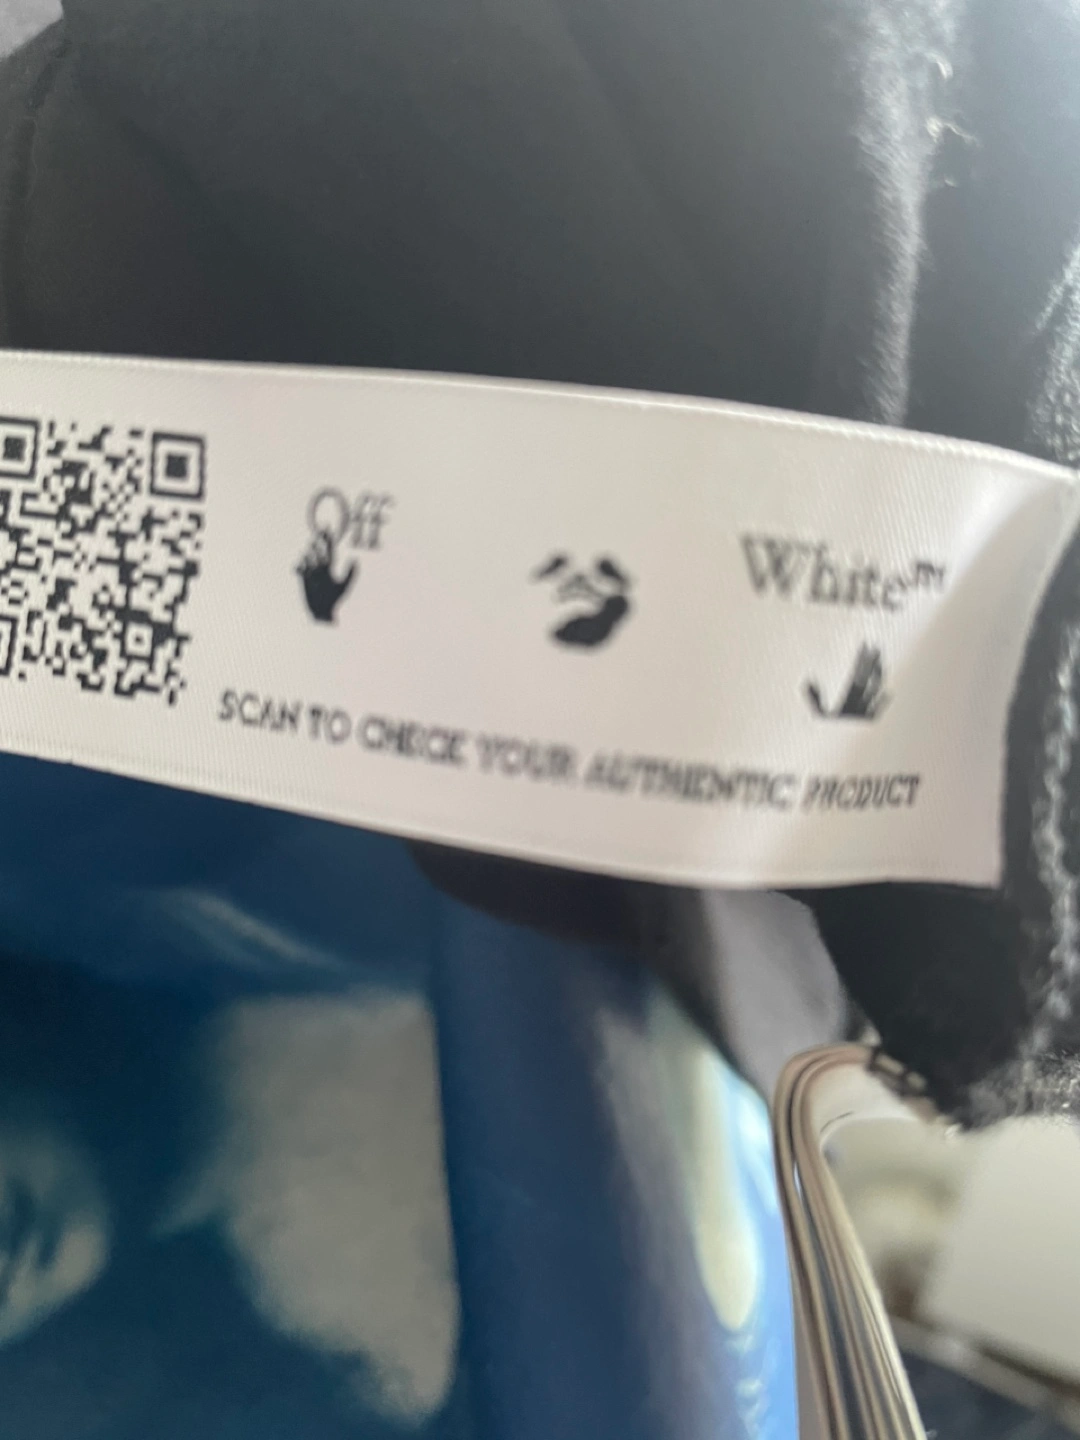 Off
White™
SCAN TO CHECK YOUR AUTHENTIC PRODUCT